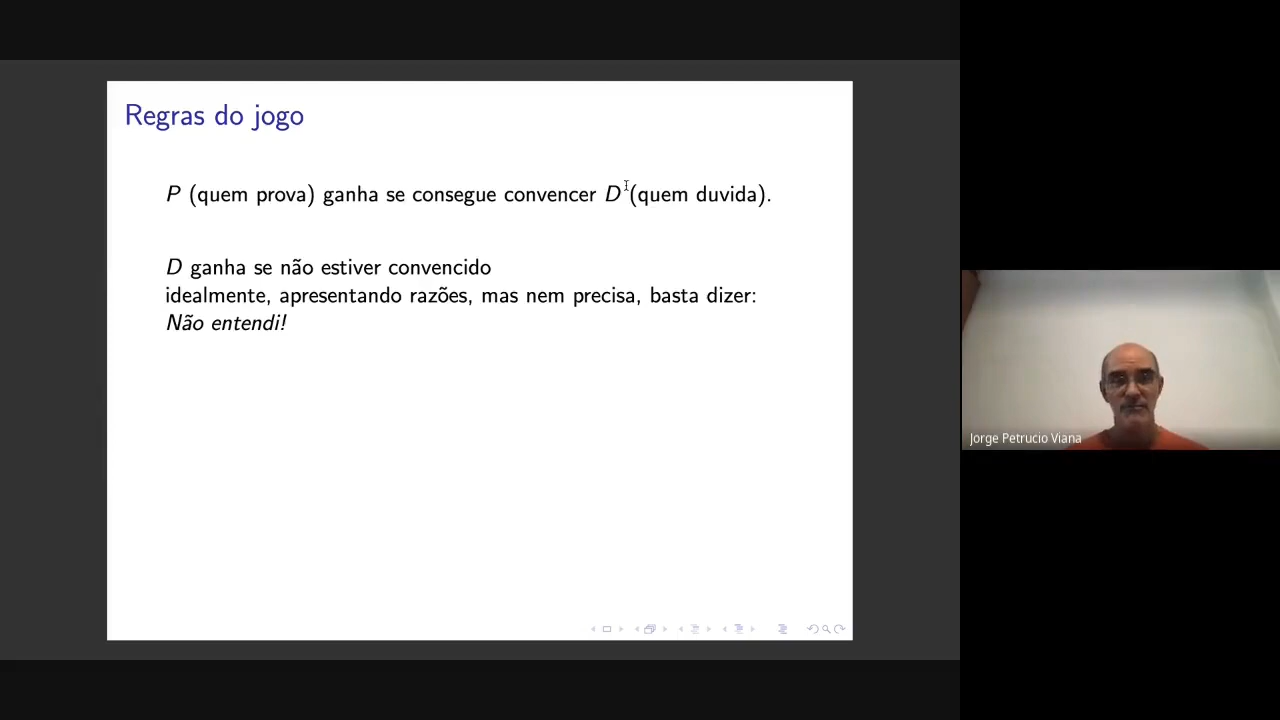 Regras do jogo
P (quem prova) ganha se consegue convencer D (quem duvida).
D ganha se não estiver convencido
idealmente, apresentando razões, mas nem precisa, basta dizer:
Não entendi!
Jorge Petrucio Viana